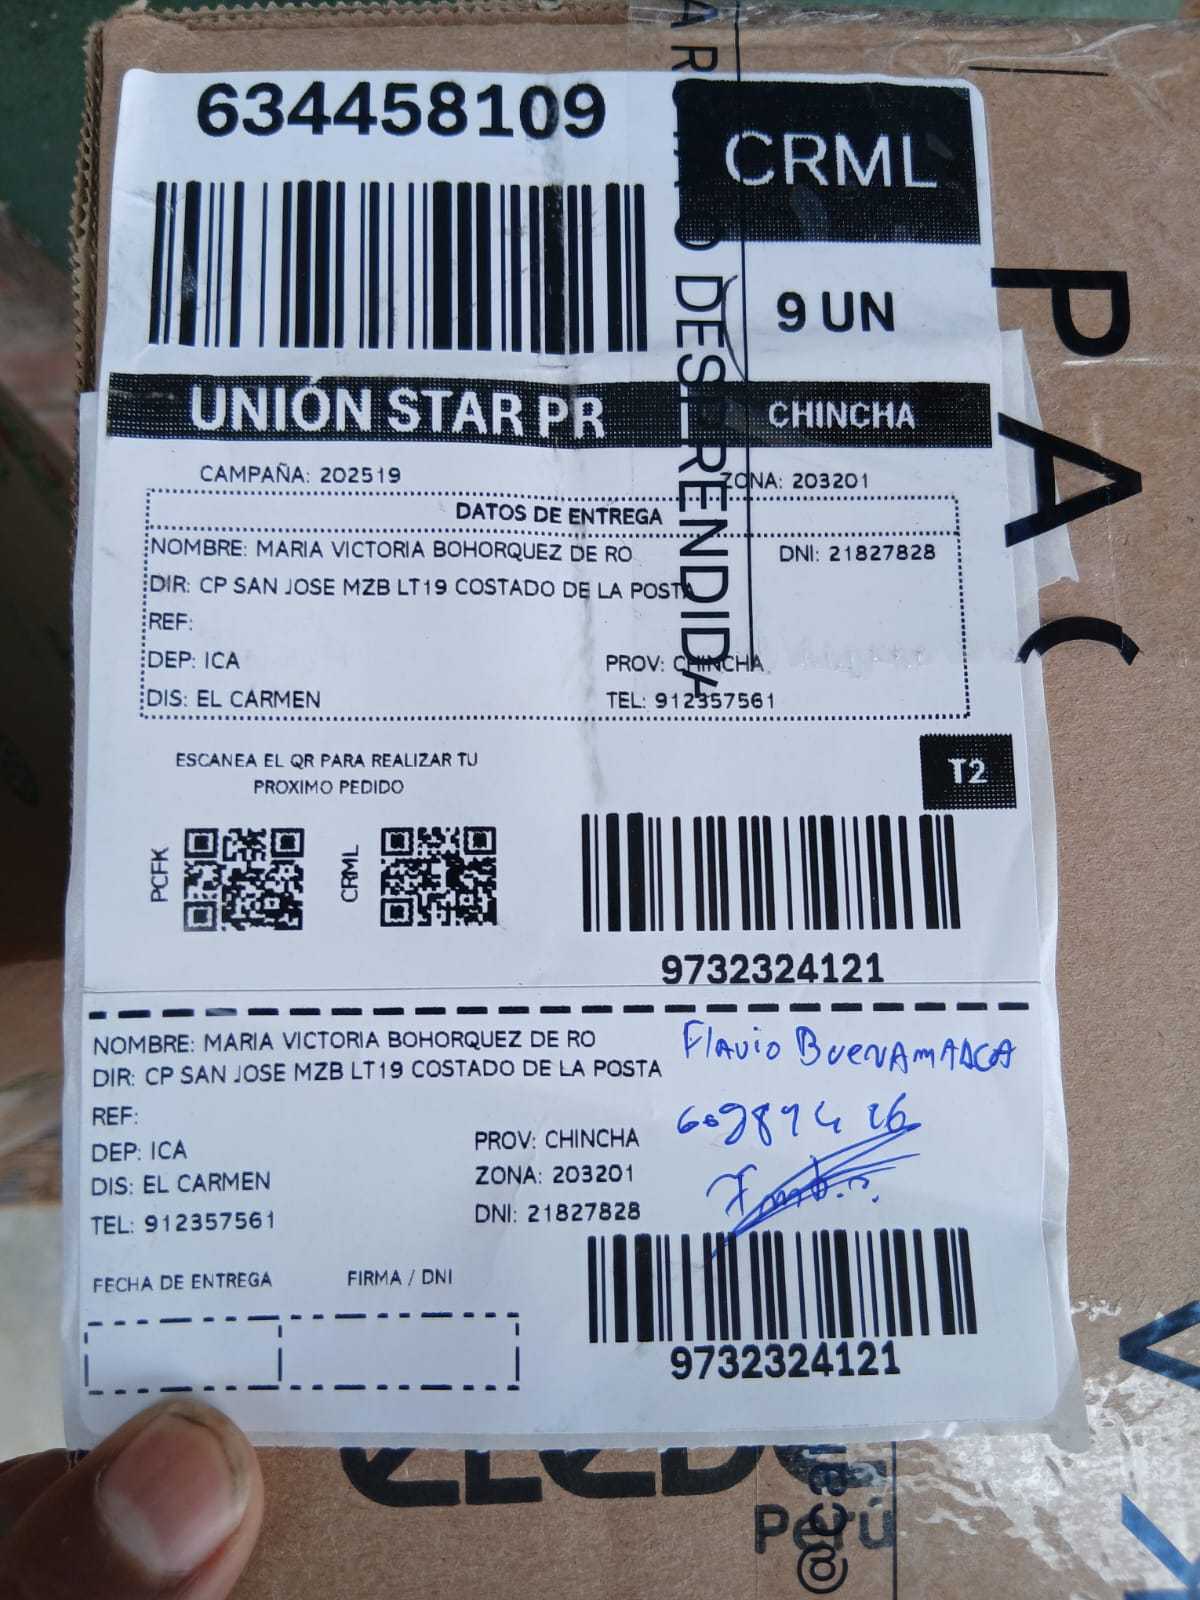 634458109
CRML
9 UN
UNIÓN STAR PR CHINCHA
CAMPAÑA: 202519 ZONA: 203201
DATOS DE ENTREGA
NOMBRE: MARIA VICTORIA BOHORQUEZ DE RO DNI: 21827828
DIR: CP SAN JOSE MZB LT19 COSTADO DE LA POSTA
REF:
DEP: ICA PROV: CHINCHA
DIS: EL CARMEN TEL: 912357561
ESCANEA EL QR PARA REALIZAR TU
PROXIMO PEDIDO
T2
PCFK
CRML
9732324121
NOMBRE: MARIA VICTORIA BOHORQUEZ DE RO
DIR: CP SAN JOSE MZB LT19 COSTADO DE LA POSTA
REF:
DEP: ICA PROV: CHINCHA
DIS: EL CARMEN ZONA: 203201
TEL: 912357561 DNI: 21827828
Flavio BUENAMARCA
FECHA DE ENTREGA FIRMA / DNI
9732324121
DESPRENDIDA
PAC
Perú